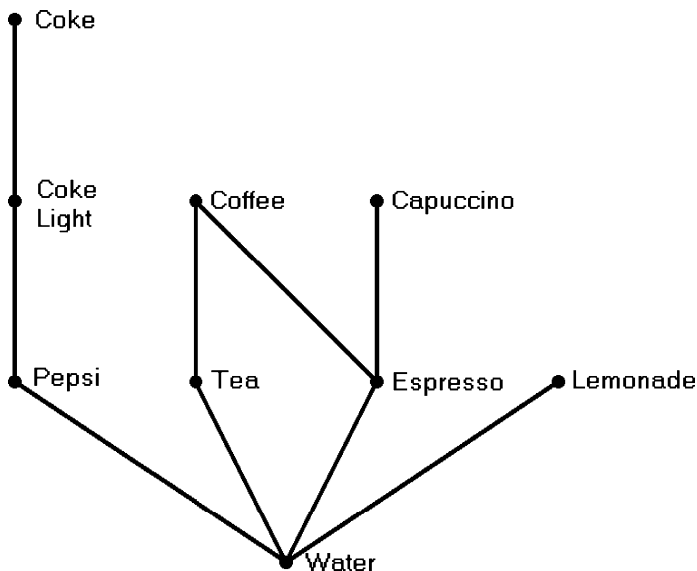 Coke
Coke
Light
Coffee
Capuccino
Pepsi
Tea
Espresso
Lemonade
Water